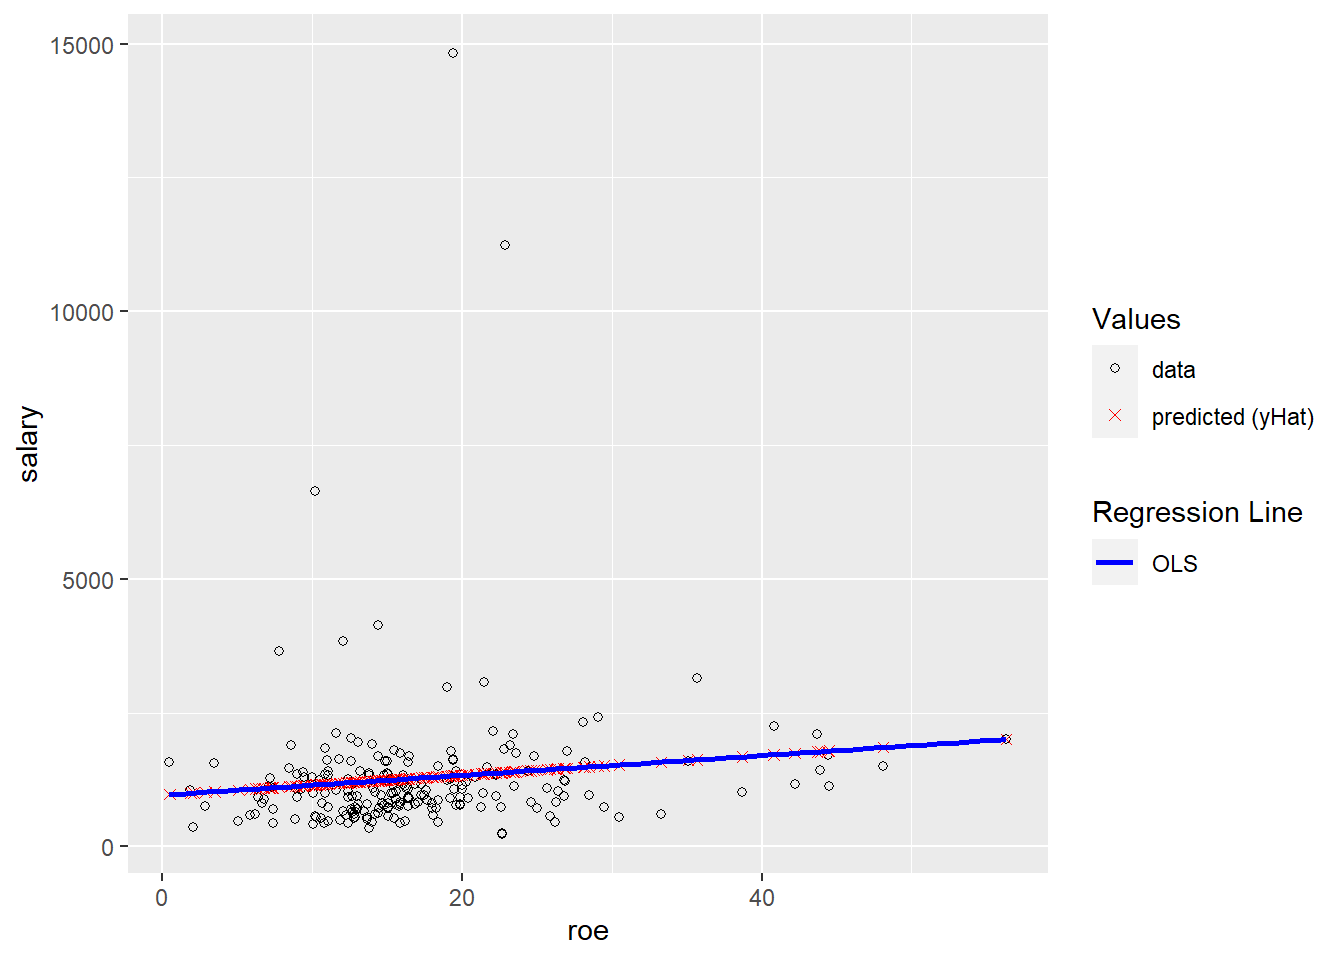 15000
10000
5000
0
0
20
40
roe
salary
Values
data
predicted (yHat)
Regression Line
OLS